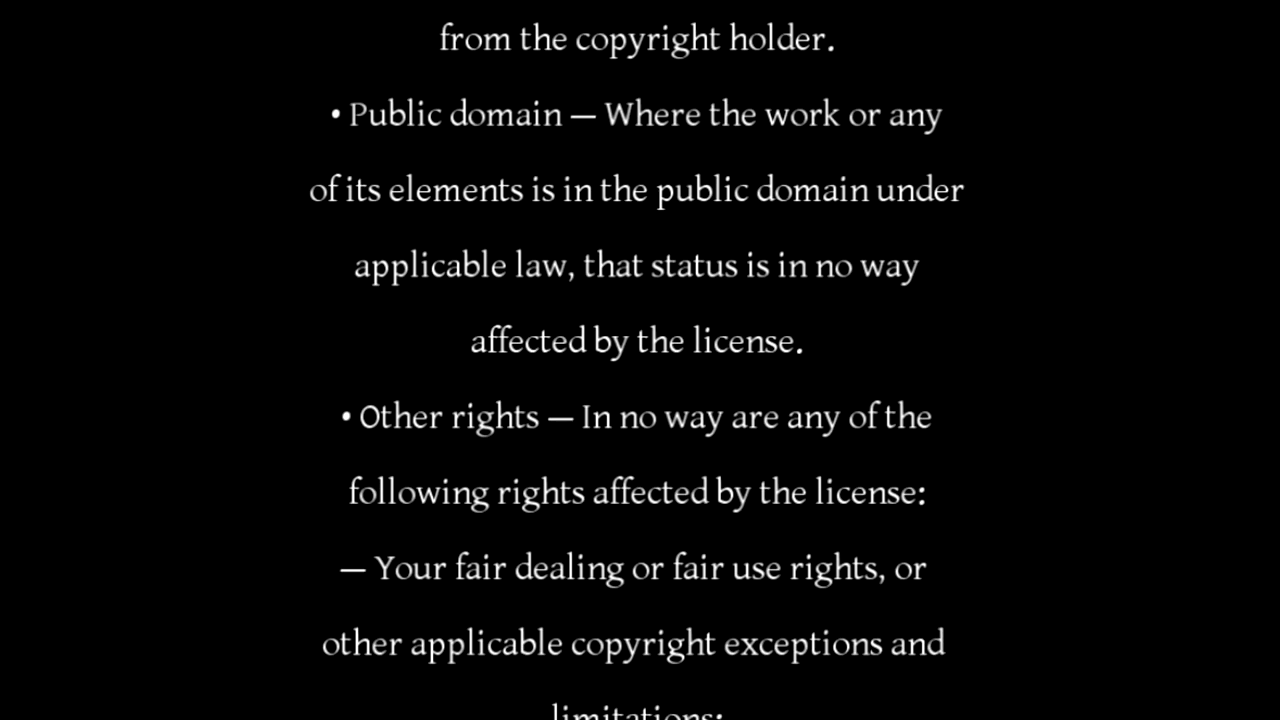 from the copyright holder.
• Public domain — Where the work or any
of its elements is in the public domain under
applicable law, that status is in no way
affected by the license.
• Other rights — In no way are any of the
following rights affected by the license:
— Your fair dealing or fair use rights, or
other applicable copyright exceptions and
limitations;